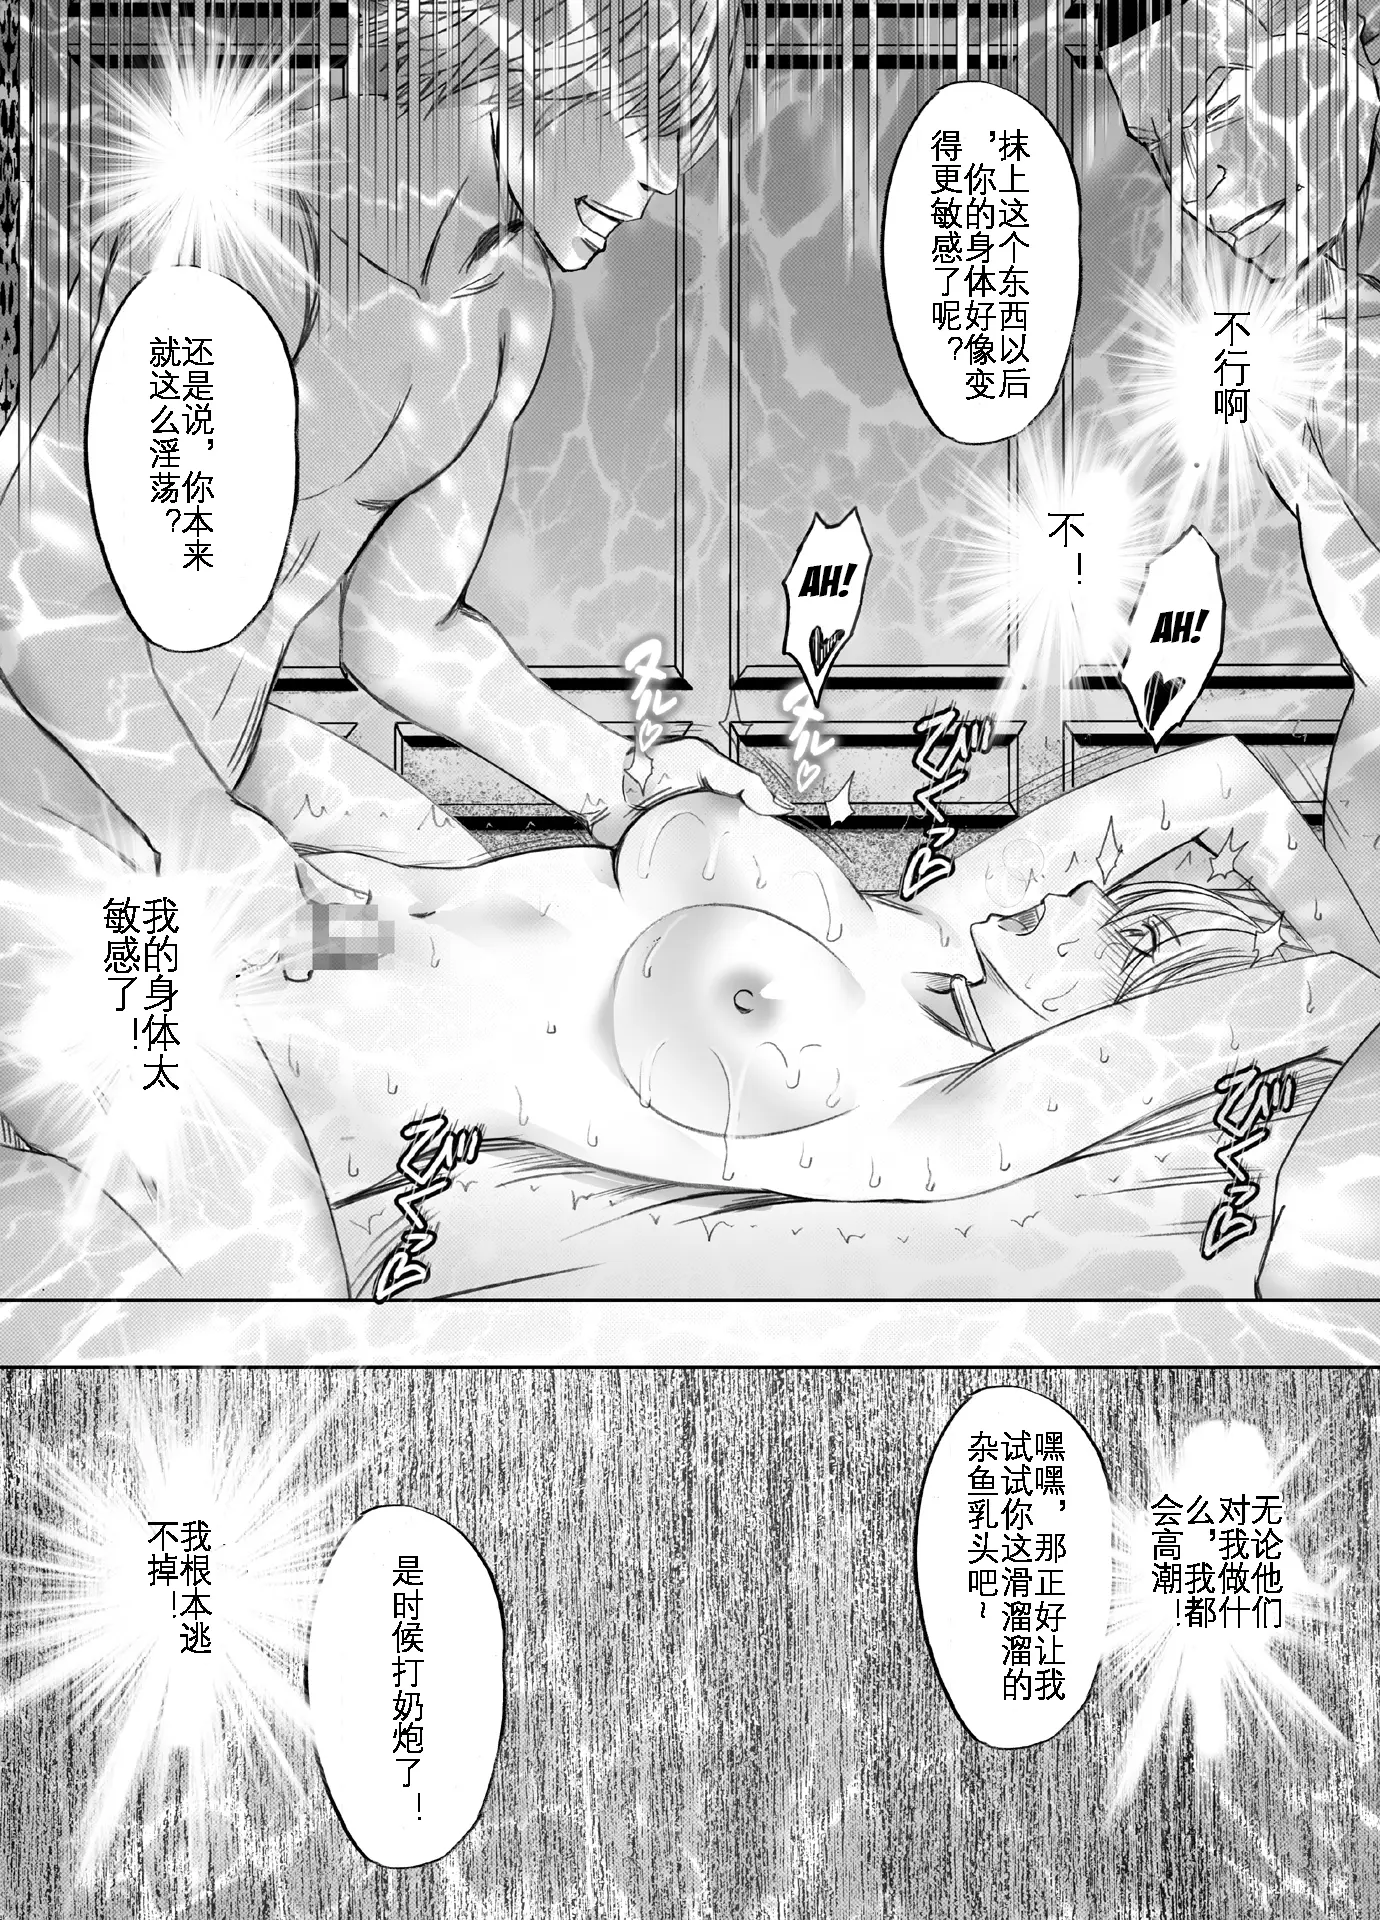 不行啊
抹上这个东西以后
，你的身体好像变
得更敏感了呢？
不！
AH!
AH!
还是说，你本来
就这么淫荡？
ヌル♡
ヌル♡
我的身体太
敏感了！
无论他们
对我做什
么，我都
会高潮！
嘿嘿，那正好让我
试试你这滑溜溜的
杂鱼乳头吧~
是时候打奶炮了！
我根本逃
不掉！